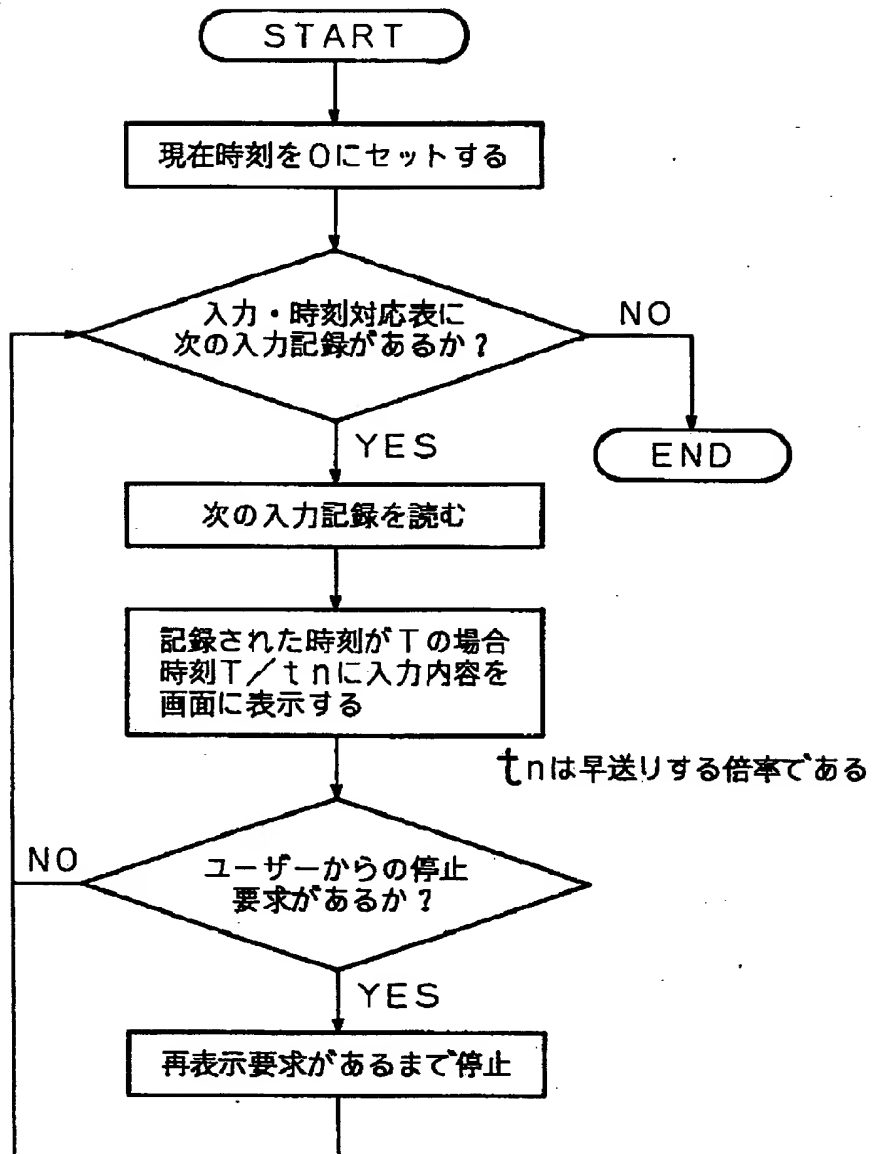 START
現在時刻を0にセットする
入力・時刻対応表に
次の入力記録があるか?
NO
YES
END
次の入力記録を読む
記録された時刻がTの場合
時刻T/tnに入力内容を
画面に表示する
tnは早送りする倍率である
NO
ユーザーからの停止
要求があるか?
YES
再表示要求があるまで停止